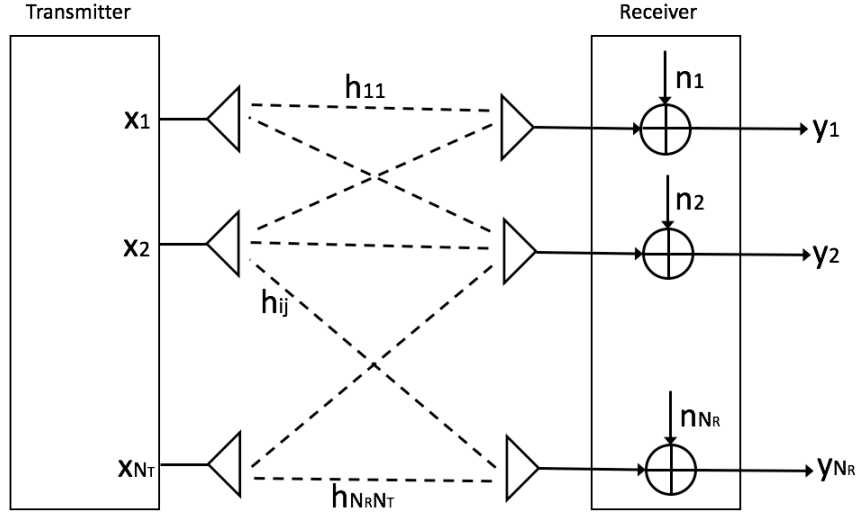 Transmitter
Receiver
h11
n1
x1
y1
n2
x2
y2
hij
nNR
xNT
yNR
hNRNT